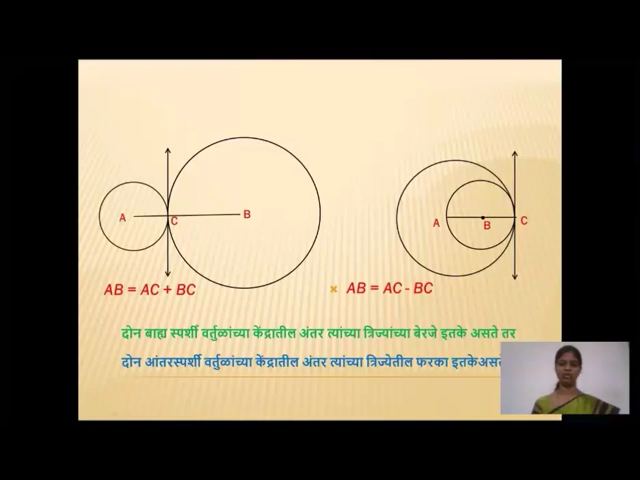 A C B
A B C
AB = AC + BC
AB = AC - BC
दोन बाह्य स्पर्शी वर्तुळांच्या केंद्रातील अंतर त्यांच्या त्रिज्यांच्या बेरजे इतके असते तर
दोन आंतरस्पर्शी वर्तुळांच्या केंद्रातील अंतर त्यांच्या त्रिज्येतील फरका इतकेअसते